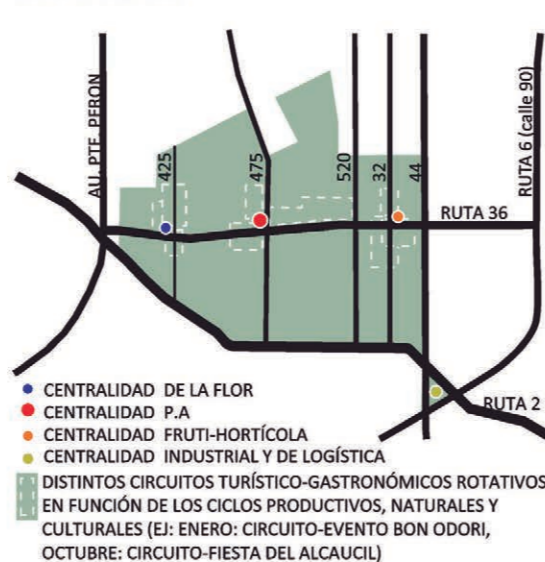 AU. PTE. PERON
425
475
520
32
44
RUTA 6 (calle 90)
RUTA 36
RUTA 2
CENTRALIDAD DE LA FLOR
CENTRALIDAD P.A
CENTRALIDAD FRUTI-HORTÍCOLA
CENTRALIDAD INDUSTRIAL Y DE LOGÍSTICA
DISTINTOS CIRCUITOS TURÍSTICO-GASTRONÓMICOS ROTATIVOS
EN FUNCIÓN DE LOS CICLOS PRODUCTIVOS, NATURALES Y
CULTURALES (EJ: ENERO: CIRCUITO-EVENTO BON ODORI,
OCTUBRE: CIRCUITO-FIESTA DEL ALCAUCIL)